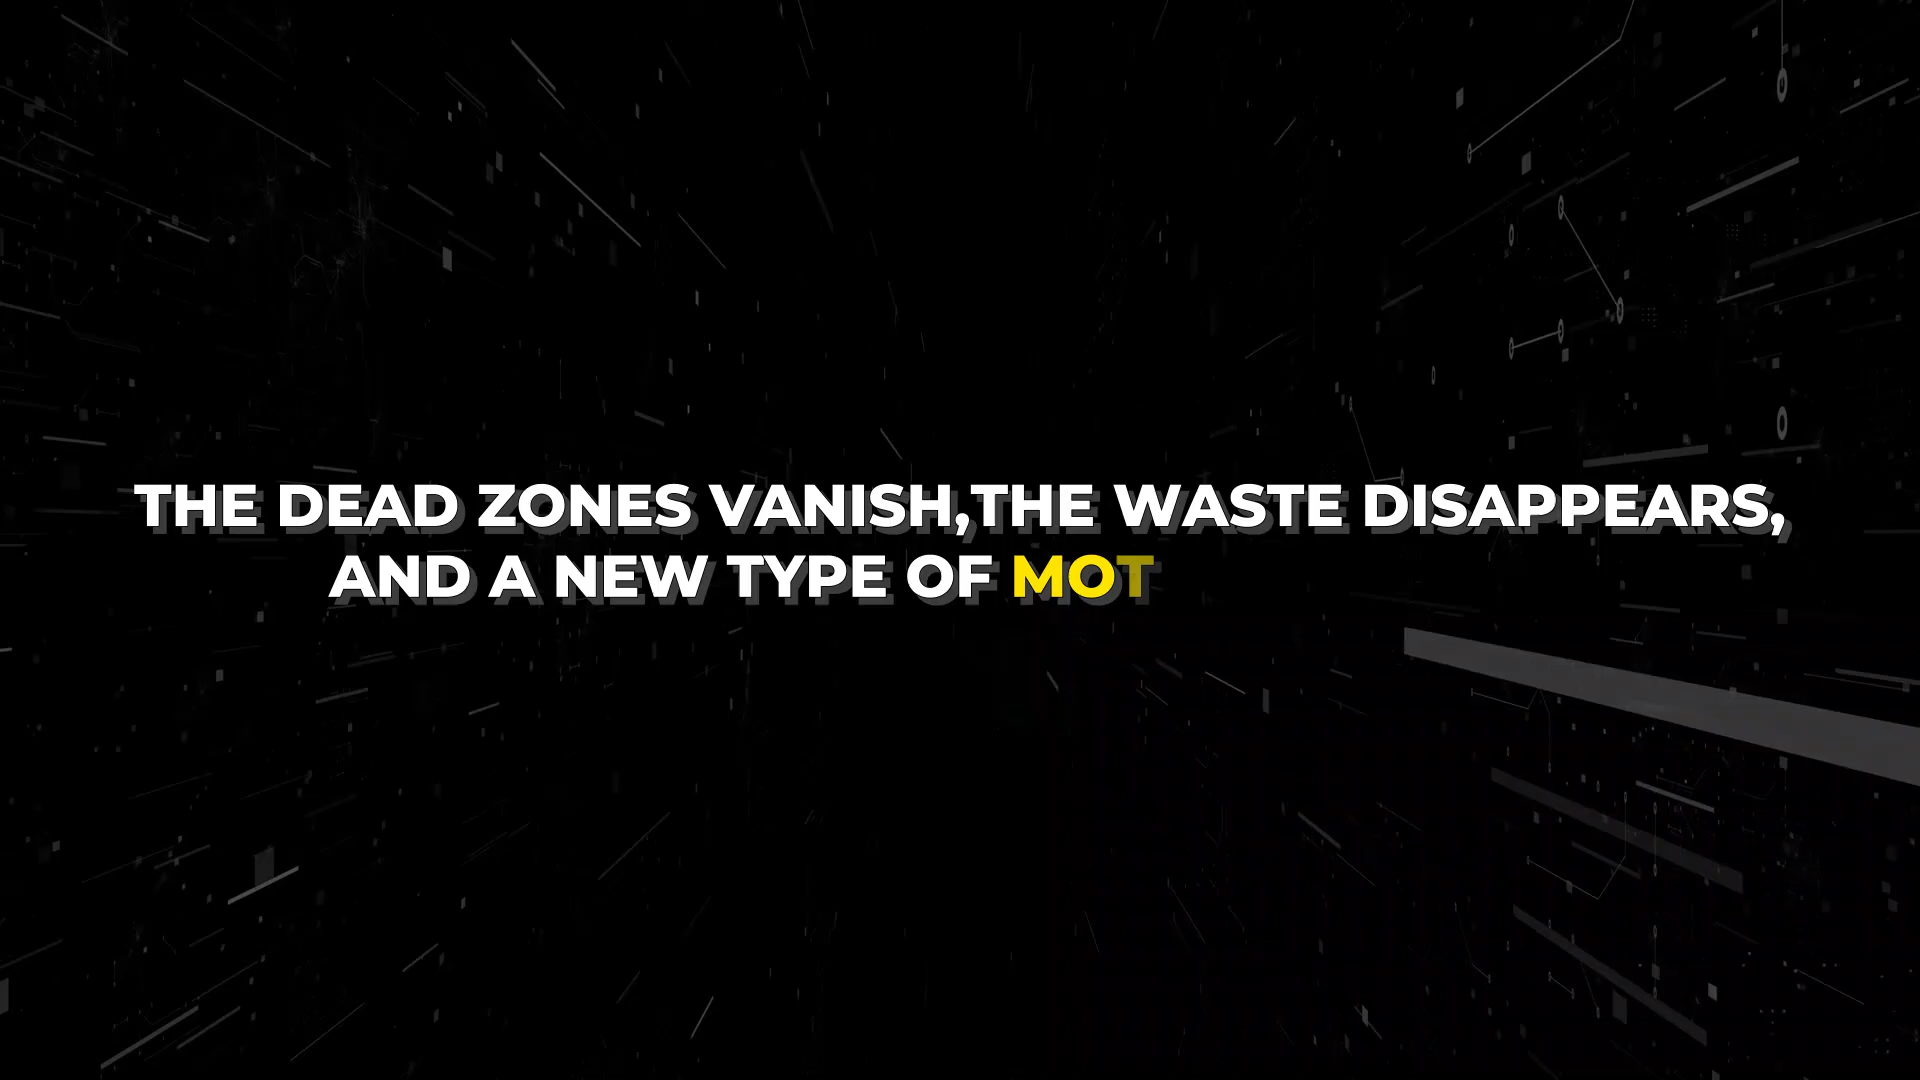 THE DEAD ZONES VANISH,THE WASTE DISAPPEARS,
AND A NEW TYPE OF MOT